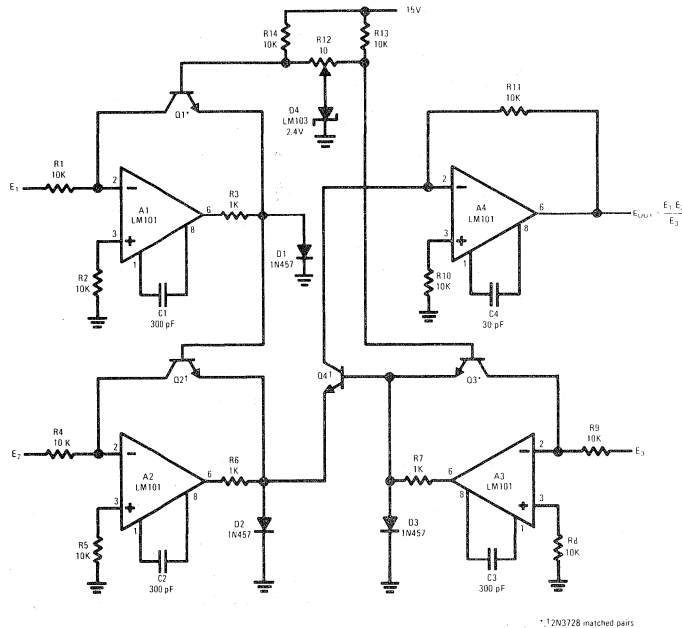 15V
R14
10K
R12
10
R13
10K
D4
LM103
2.4V
R11
10K
Q1*
R1
10K
E1
2
3
A1
LM101
6
8
1
R3
1K
D1
1N457
R2
10K
C1
300 pF
2
3
A4
LM101
6
8
1
R10
10K
C4
30 pF
E1 E
E3
Q2†
Q4†
Q3*
R4
10 K
E2
2
3
A2
LM101
6
8
1
R6
1K
D2
1N457
R5
10K
C2
300 pF
R7
1K
D3
1N457
6
A3
LM101
2
3
8
1
R9
10K
E3
10K
C3
300 pF
*,†2N3728 matched pairs